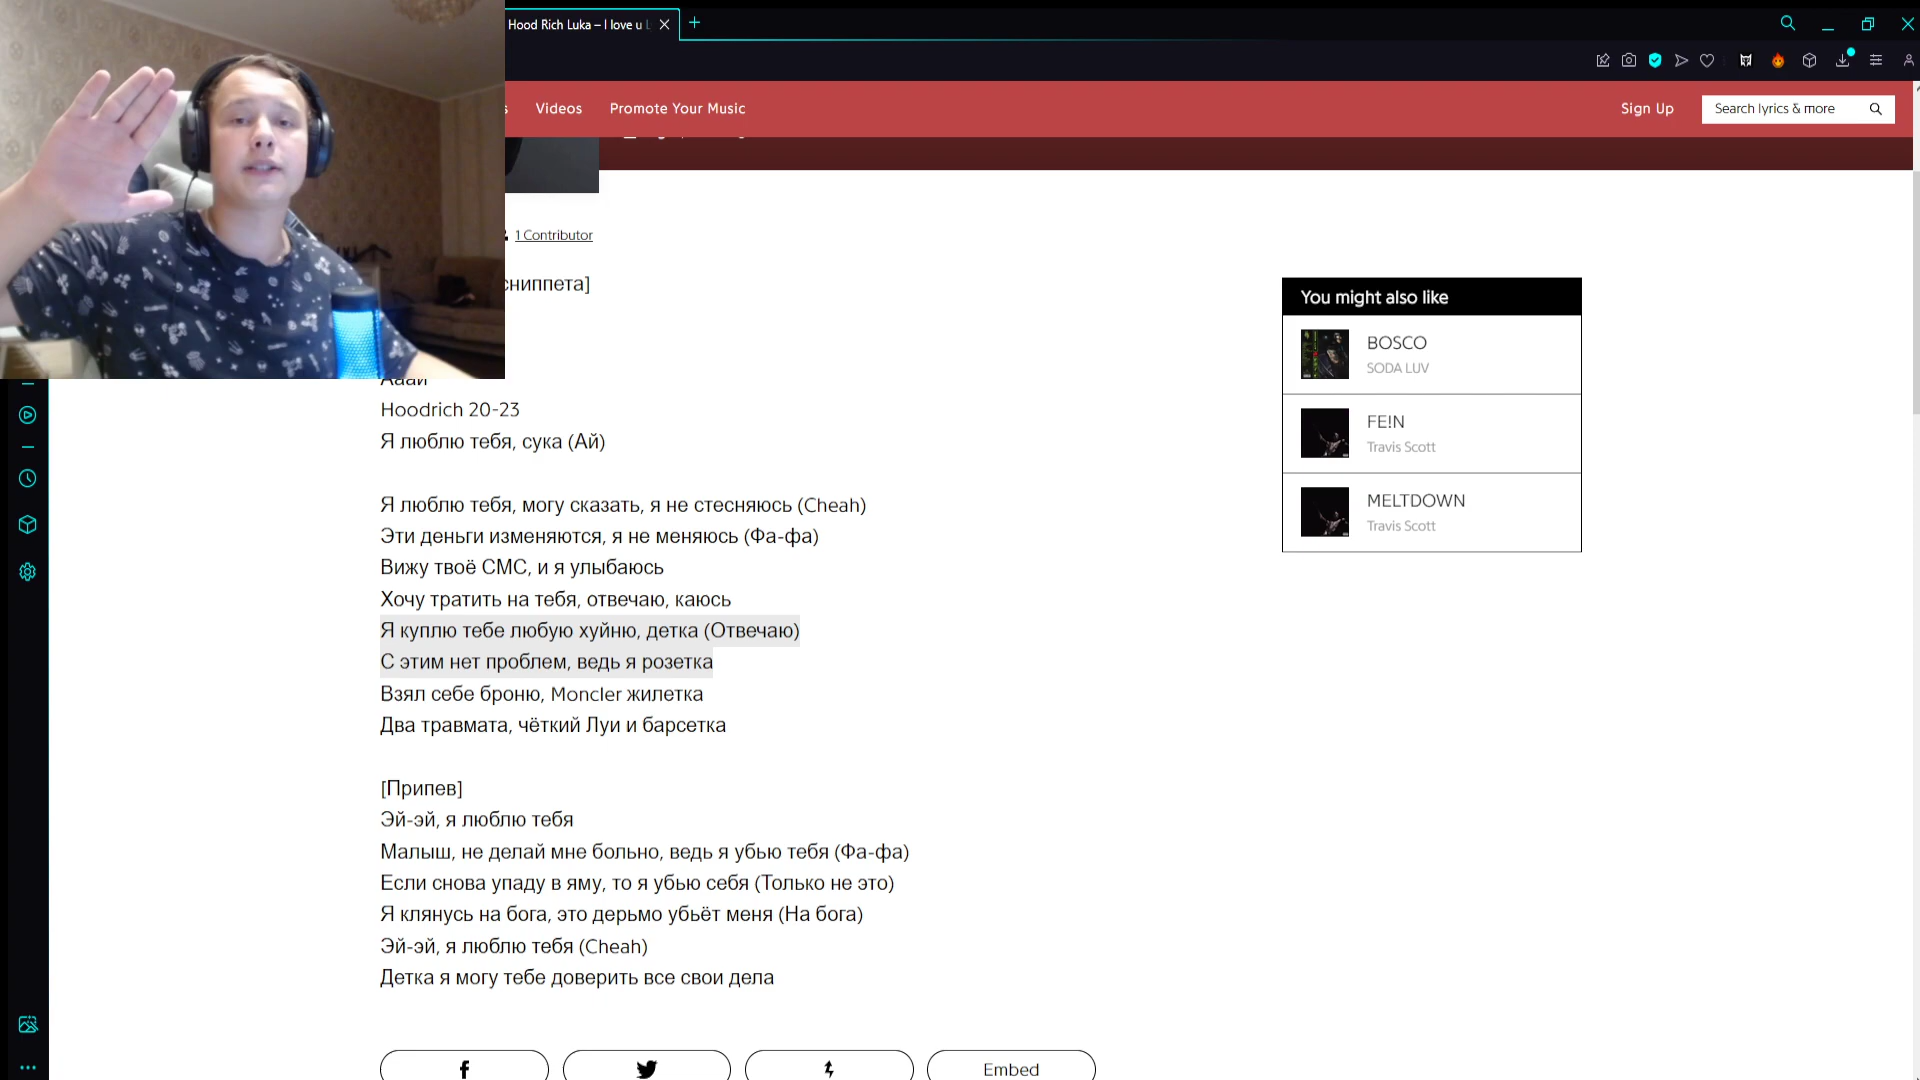 Hood Rich Luka – I love u
Videos
Promote Your Music
Sign Up
Search lyrics & more
1 Contributor
сниппета]
Аааи
Hoodrich 20-23
Я люблю тебя, сука (Ай)
Я люблю тебя, могу сказать, я не стесняюсь (Cheah)
Эти деньги изменяются, я не меняюсь (Фа-фа)
Вижу твоё СМС, и я улыбаюсь
Хочу тратить на тебя, отвечаю, каюсь
Я куплю тебе любую хуйню, детка (Отвечаю)
С этим нет проблем, ведь я розетка
Взял себе броню, Moncler жилетка
Два травмата, чёткий Луи и барсетка
[Припев]
Эй-эй, я люблю тебя
Малыш, не делай мне больно, ведь я убью тебя (Фа-фа)
Если снова упаду в яму, то я убью себя (Только не это)
Я клянусь на бога, это дерьмо убьёт меня (На бога)
Эй-эй, я люблю тебя (Cheah)
Детка я могу тебе доверить все свои дела
Embed
You might also like
BOSCO
SODA LUV
FE!N
Travis Scott
MELTDOWN
Travis Scott